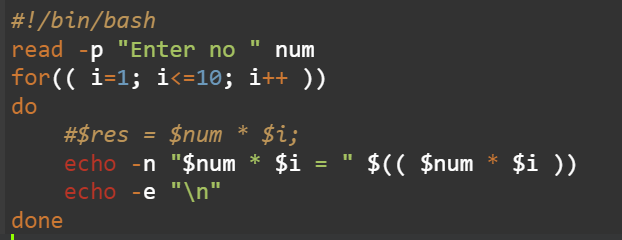 #!/bin/bash
read -p "Enter no " num
for(( i=1; i<=10; i++ ))
do
    #$res = $num * $i;
    echo -n "$num * $i = " $(( $num * $i ))
    echo -e "\n"
done